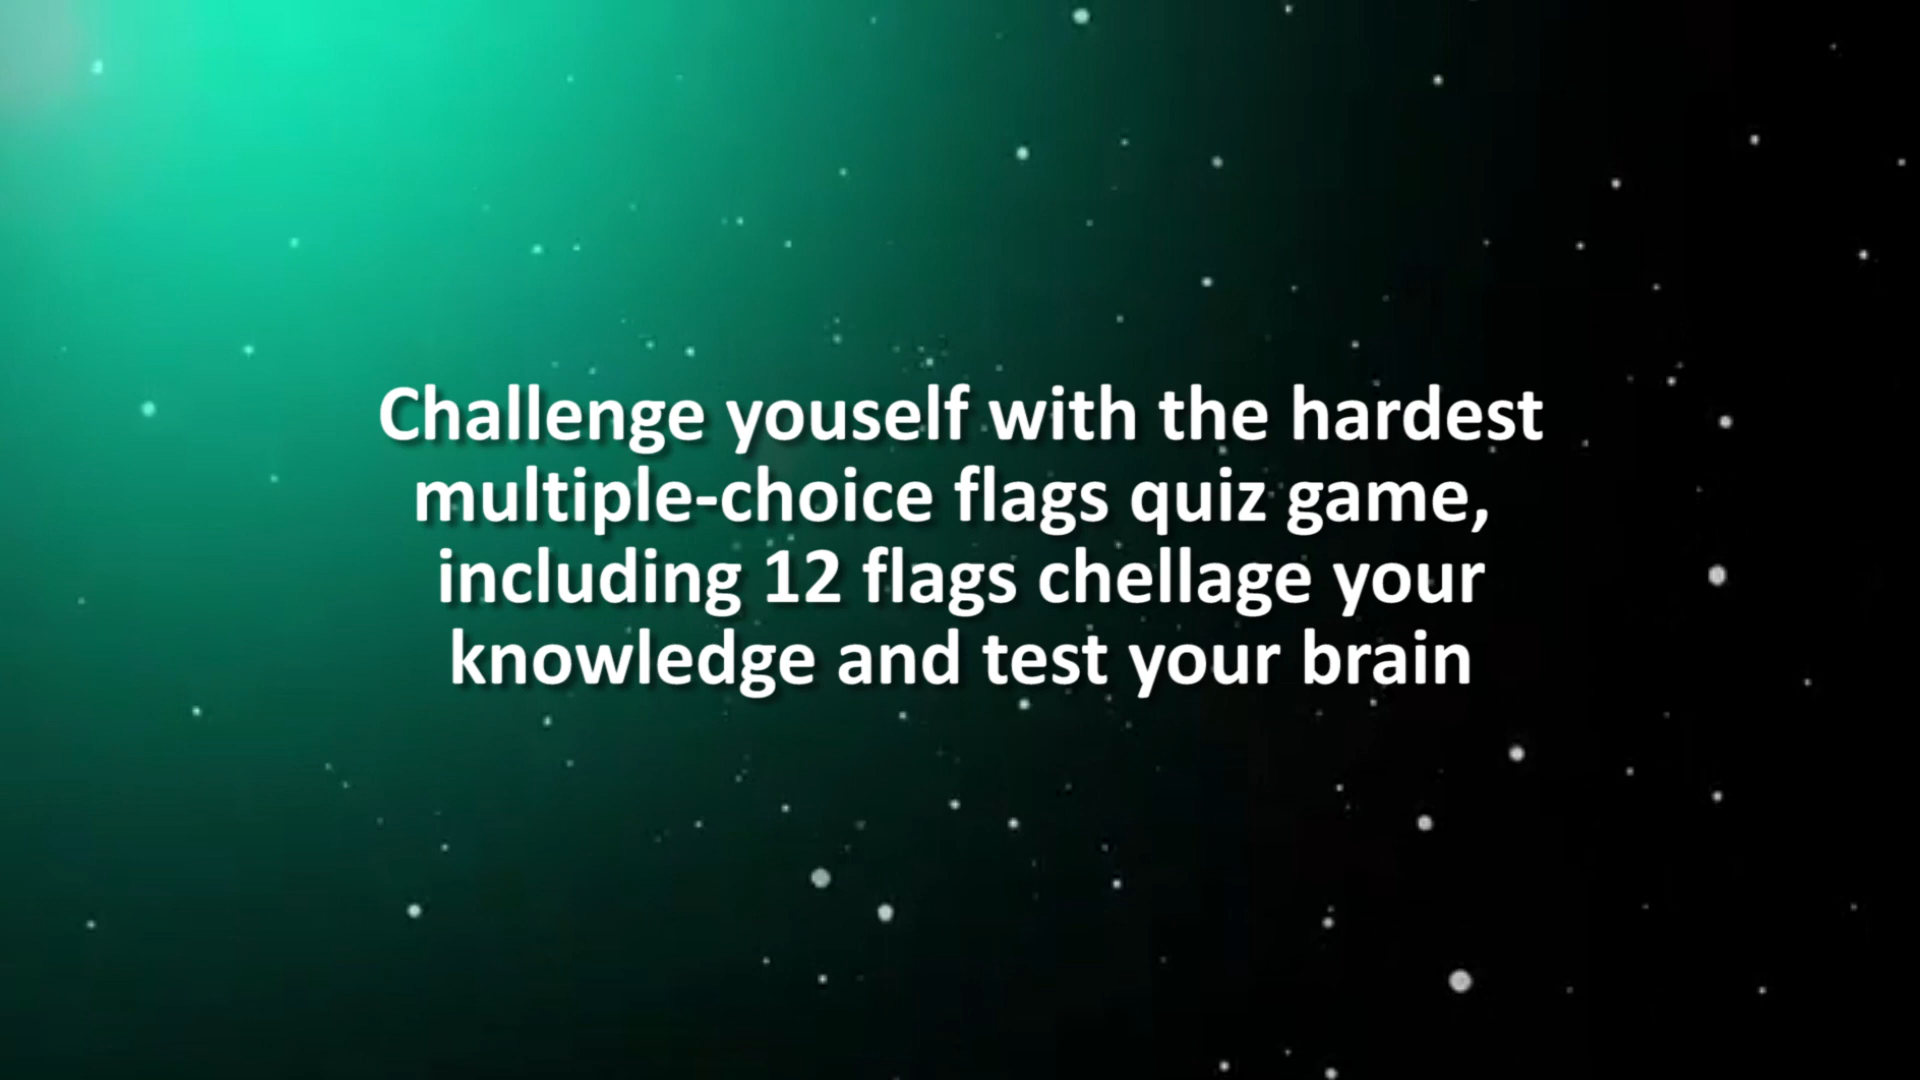 Challenge youself with the hardest
multiple-choice flags quiz game,
including 12 flags chellage your
knowledge and test your brain